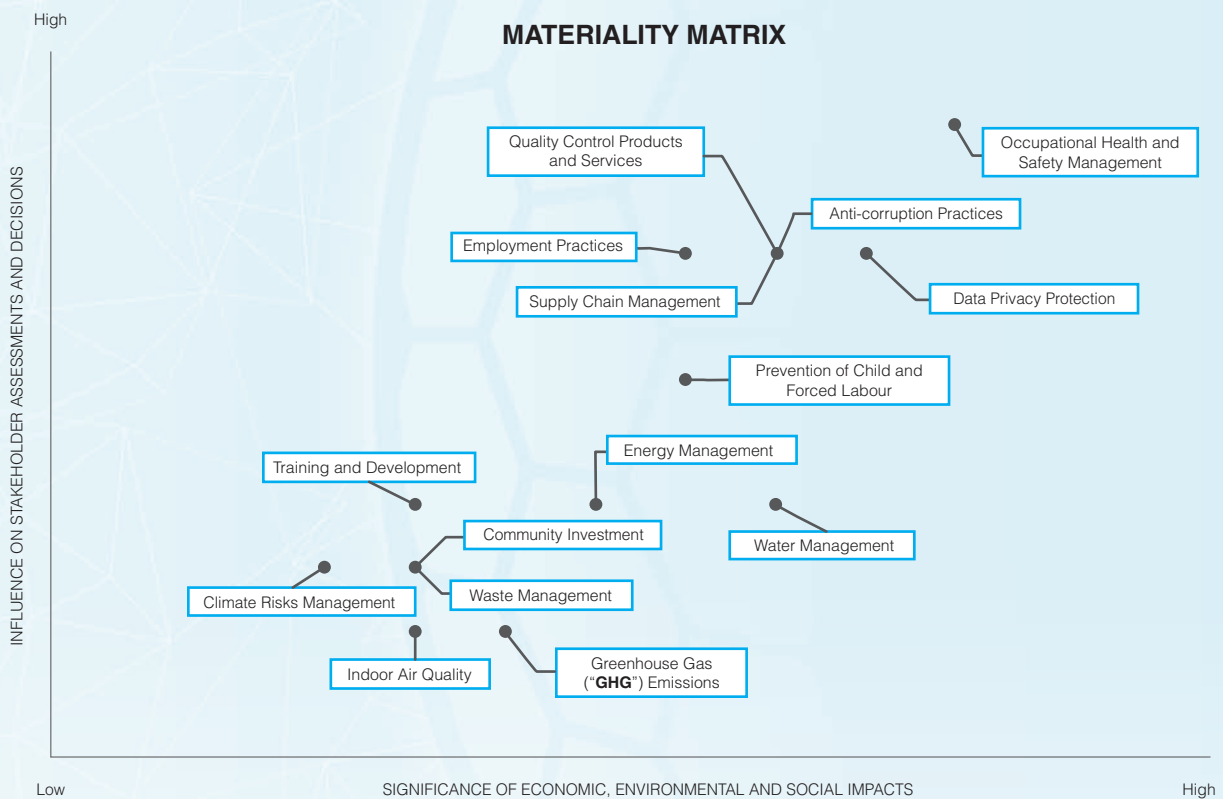 High
MATERIALITY MATRIX
INFLUENCE ON STAKEHOLDER ASSESSMENTS AND DECISIONS
Quality Control Products
and Services
Occupational Health and
Safety Management
Anti-corruption Practices
Employment Practices
Supply Chain Management
Data Privacy Protection
Prevention of Child and
Forced Labour
Energy Management
Training and Development
Community Investment
Water Management
Climate Risks Management
Waste Management
Indoor Air Quality
Greenhouse Gas
(“GHG”) Emissions
Low
SIGNIFICANCE OF ECONOMIC, ENVIRONMENTAL AND SOCIAL IMPACTS
High